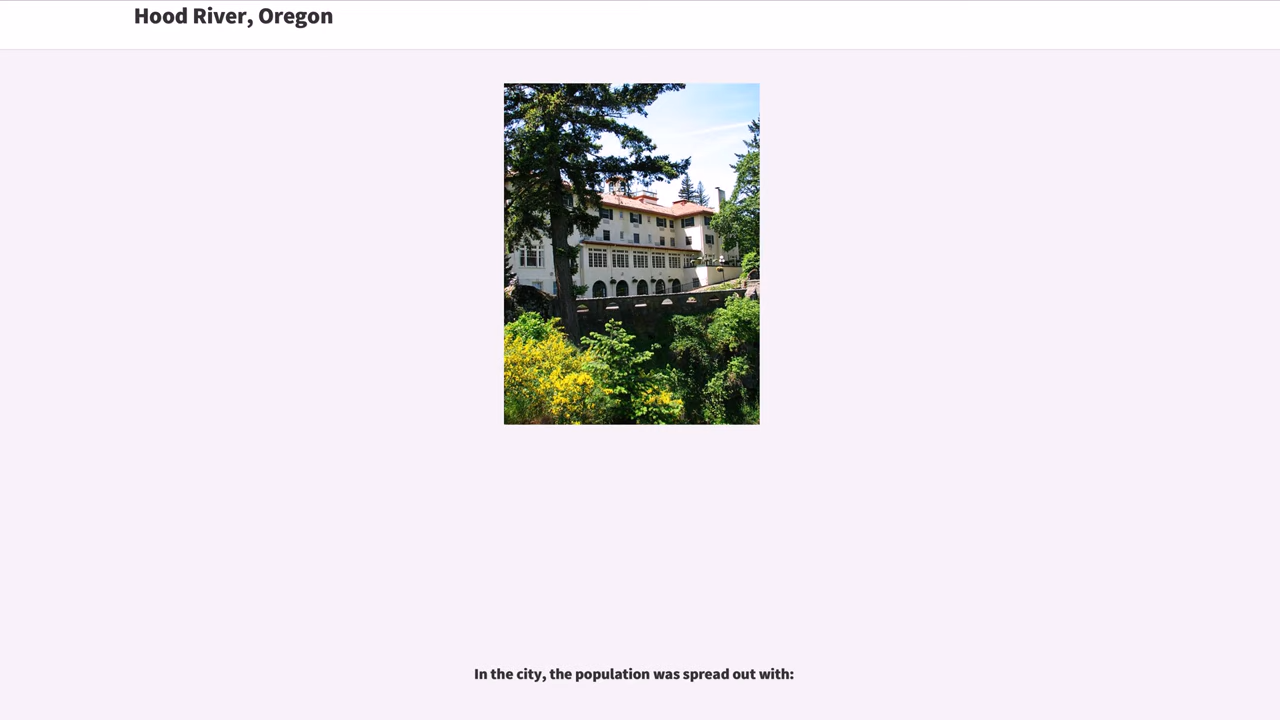 Hood River, Oregon
In the city, the population was spread out with: